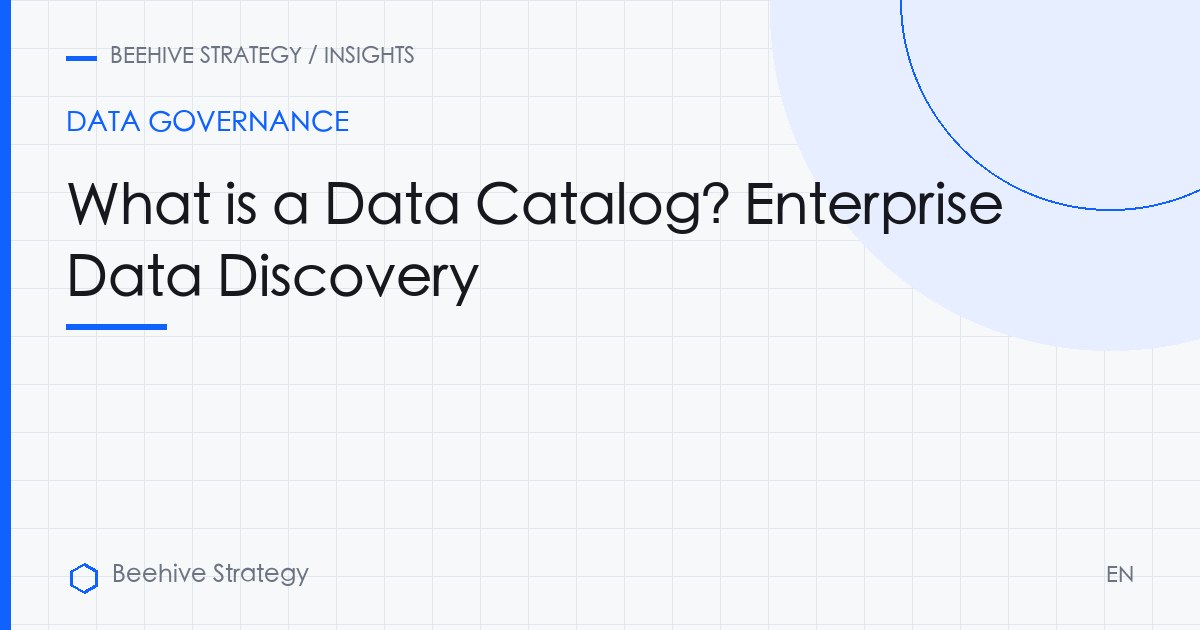 BEEHIVE STRATEGY / INSIGHTS
DATA GOVERNANCE
What is a Data Catalog? Enterprise
Data Discovery
Beehive Strategy
EN